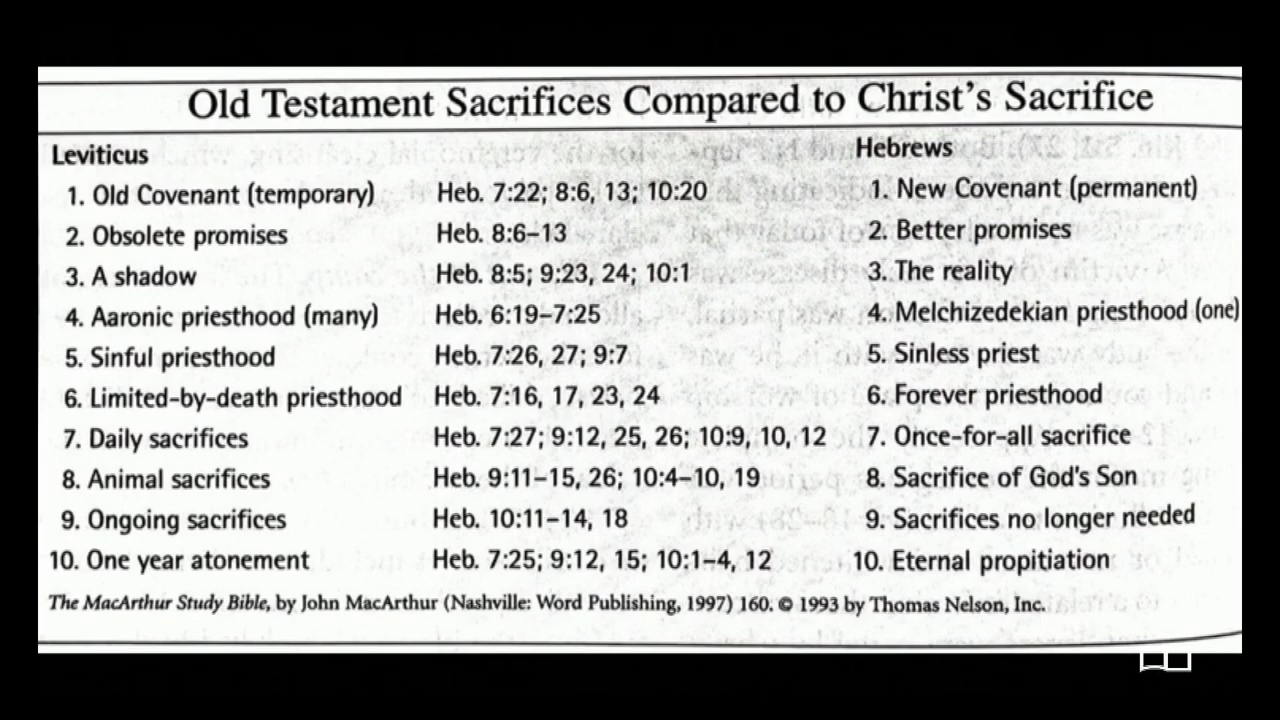 Old Testament Sacrifices Compared to Christ's Sacrifice
Leviticus Hebrews
1. Old Covenant (temporary) Heb. 7:22; 8:6, 13; 10:20 1. New Covenant (permanent)
2. Obsolete promises Heb. 8:6–13 2. Better promises
3. A shadow Heb. 8:5; 9:23, 24; 10:1 3. The reality
4. Aaronic priesthood (many) Heb. 6:19–7:25 4. Melchizedekian priesthood (one)
5. Sinful priesthood Heb. 7:26, 27; 9:7 5. Sinless priest
6. Limited-by-death priesthood Heb. 7:16, 17, 23, 24 6. Forever priesthood
7. Daily sacrifices Heb. 7:27; 9:12, 25, 26; 10:9, 10, 12 7. Once-for-all sacrifice
8. Animal sacrifices Heb. 9:11–15, 26; 10:4–10, 19 8. Sacrifice of God's Son
9. Ongoing sacrifices Heb. 10:11–14, 18 9. Sacrifices no longer needed
10. One year atonement Heb. 7:25; 9:12, 15; 10:1–4, 12 10. Eternal propitiation
The MacArthur Study Bible, by John MacArthur (Nashville: Word Publishing, 1997) 160. © 1993 by Thomas Nelson, Inc.